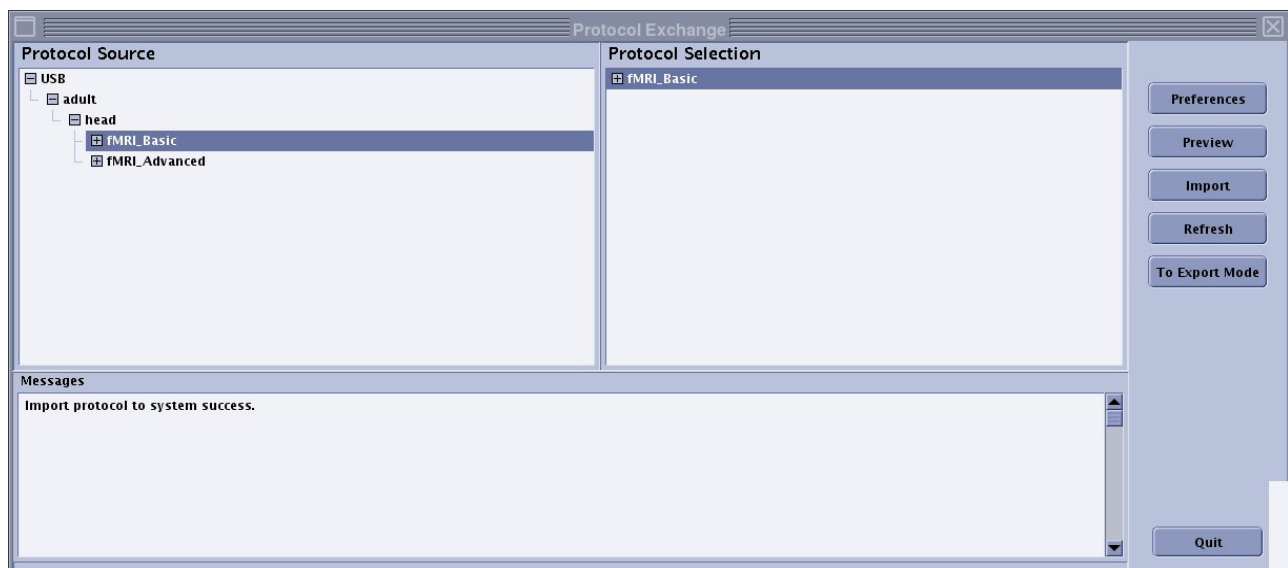 Protocol Exchange
Protocol Source
USB
adult
head
fMRI_Basic
fMRI_Advanced
Protocol Selection
fMRI_Basic
Preferences
Preview
Import
Refresh
To Export Mode
Messages
Import protocol to system success.
Quit